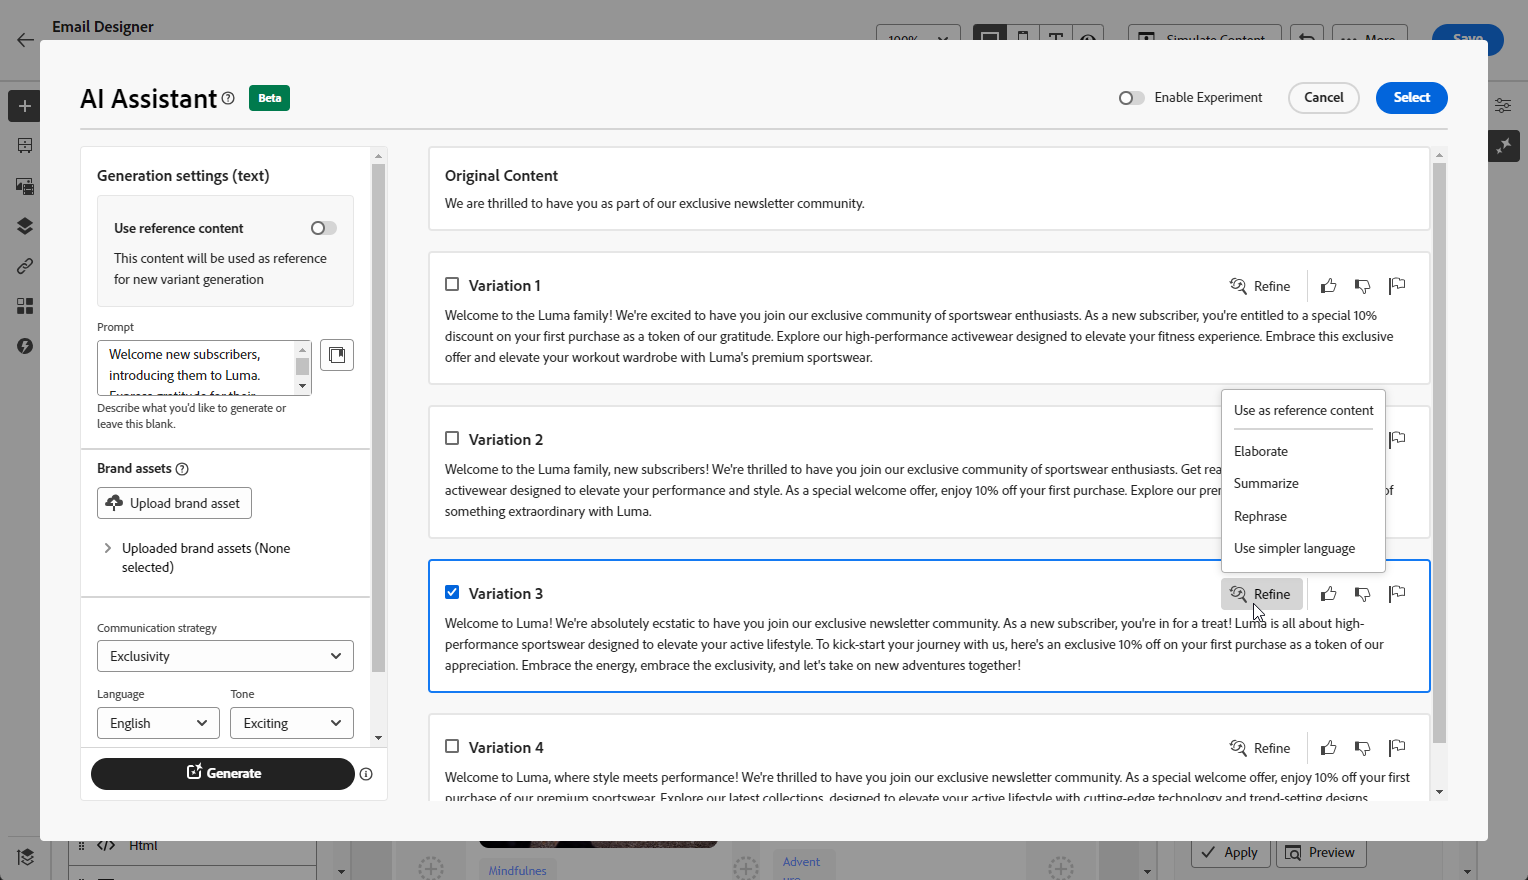 Email Designer
100%
Simulate Content
More
Save
AI Assistant
Beta
Enable Experiment
Cancel
Select
Generation settings (text)
Use reference content
This content will be used as reference
for new variant generation
Prompt
Welcome new subscribers,
introducing them to Luma.
Express gratitude for their
Describe what you'd like to generate or
leave this blank.
Brand assets
Upload brand asset
Uploaded brand assets (None
selected)
Communication strategy
Exclusivity
Language
Tone
English
Exciting
Generate
Original Content
We are thrilled to have you as part of our exclusive newsletter community.
Variation 1
Refine
Welcome to the Luma family! We're excited to have you join our exclusive community of sportswear enthusiasts. As a new subscriber, you're entitled to a special 10%
discount on your first purchase as a token of our gratitude. Explore our high-performance activewear designed to elevate your fitness experience. Embrace this exclusive
offer and elevate your workout wardrobe with Luma's premium sportswear.
Variation 2
Welcome to the Luma family, new subscribers! We're thrilled to have you join our exclusive community of sportswear enthusiasts. Get
activewear designed to elevate your performance and style. As a special welcome offer, enjoy 10% off your first purchase. Explore our of
something extraordinary with Luma.
Use as reference content
Elaborate
Summarize
Rephrase
Use simpler language
Variation 3
Refine
Welcome to Luma! We're absolutely ecstatic to have you join our exclusive newsletter community. As a new subscriber, you're in for a treat! Luma is all about high-
performance sportswear designed to elevate your active lifestyle. To kick-start your journey with us, here's an exclusive 10% off on your first purchase as a token of our
appreciation. Embrace the energy, embrace the exclusivity, and let's take on new adventures together!
Variation 4
Refine
Welcome to Luma, where style meets performance! We're thrilled to have you join our exclusive newsletter community. As a special welcome offer, enjoy 10% off your first
purchase of our premium sportswear. Explore our latest collections, designed to elevate your active lifestyle with cutting-edge technology and trend-setting designs.
Html
Mindfulnes
Advent
ure
Apply
Preview